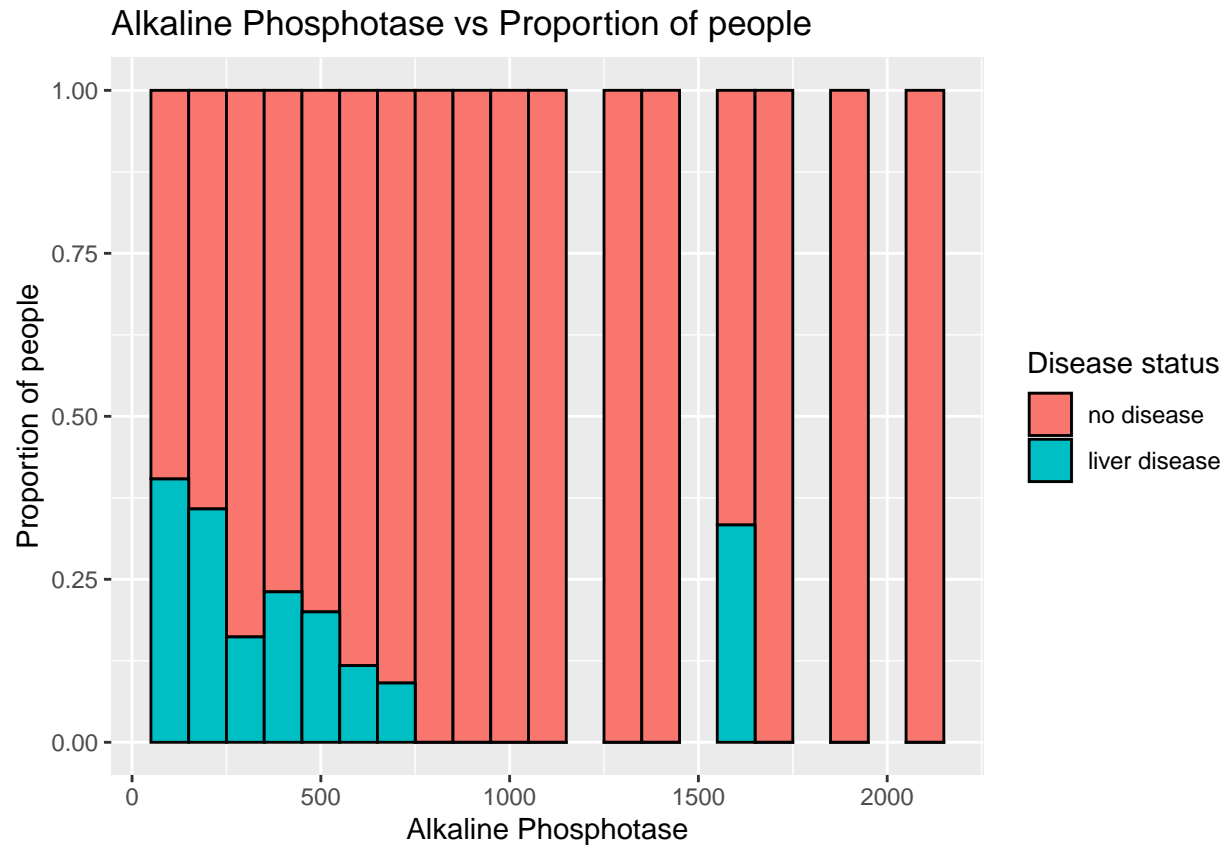 Alkaline Phosphotase vs Proportion of people
1.00
0.75
0.50
0.25
0.00
Proportion of people
0
500
1000
1500
2000
Alkaline Phosphotase
Disease status
no disease
liver disease